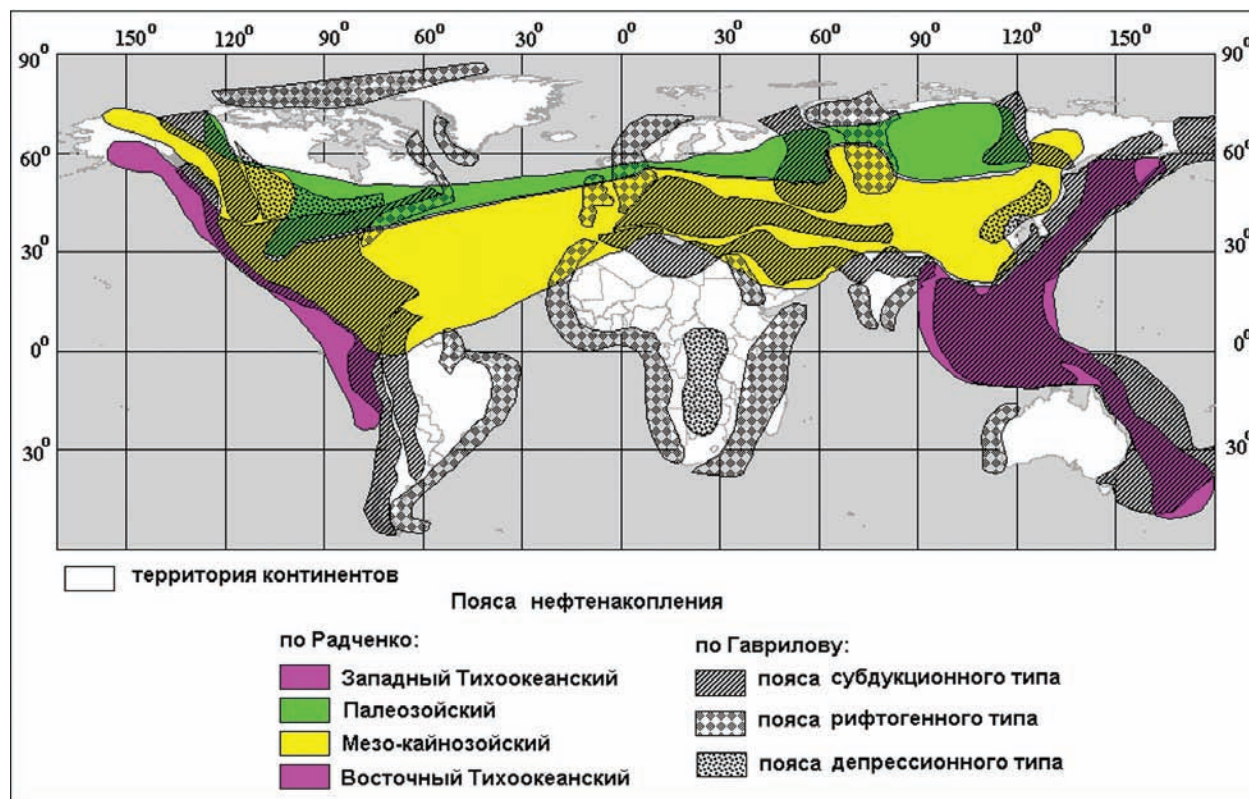 150⁰ 120⁰ 90⁰ 60⁰ 30⁰ 0⁰ 30⁰ 60⁰ 90⁰ 120⁰ 150⁰
90⁰ 90⁰
60⁰ 60⁰
30⁰ 30⁰
0⁰ 0⁰
30⁰ 30⁰
территория континентов
Пояса нефтенакопления
по Радченко:
Западный Тихоокеанский
Палеозойский
Мезо-кайнозойский
Восточный Тихоокеанский
по Гаврилову:
пояса субдукционного типа
пояса рифтогенного типа
пояса депрессионного типа